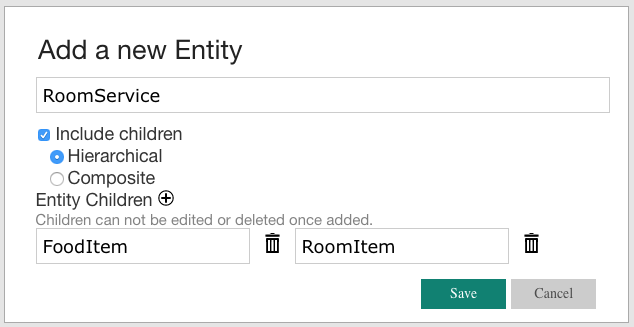 Add a new Entity
RoomService
Include children
Hierarchical
Composite
Entity Children
Children can not be edited or deleted once added.
FoodItem RoomItem
Save Cancel